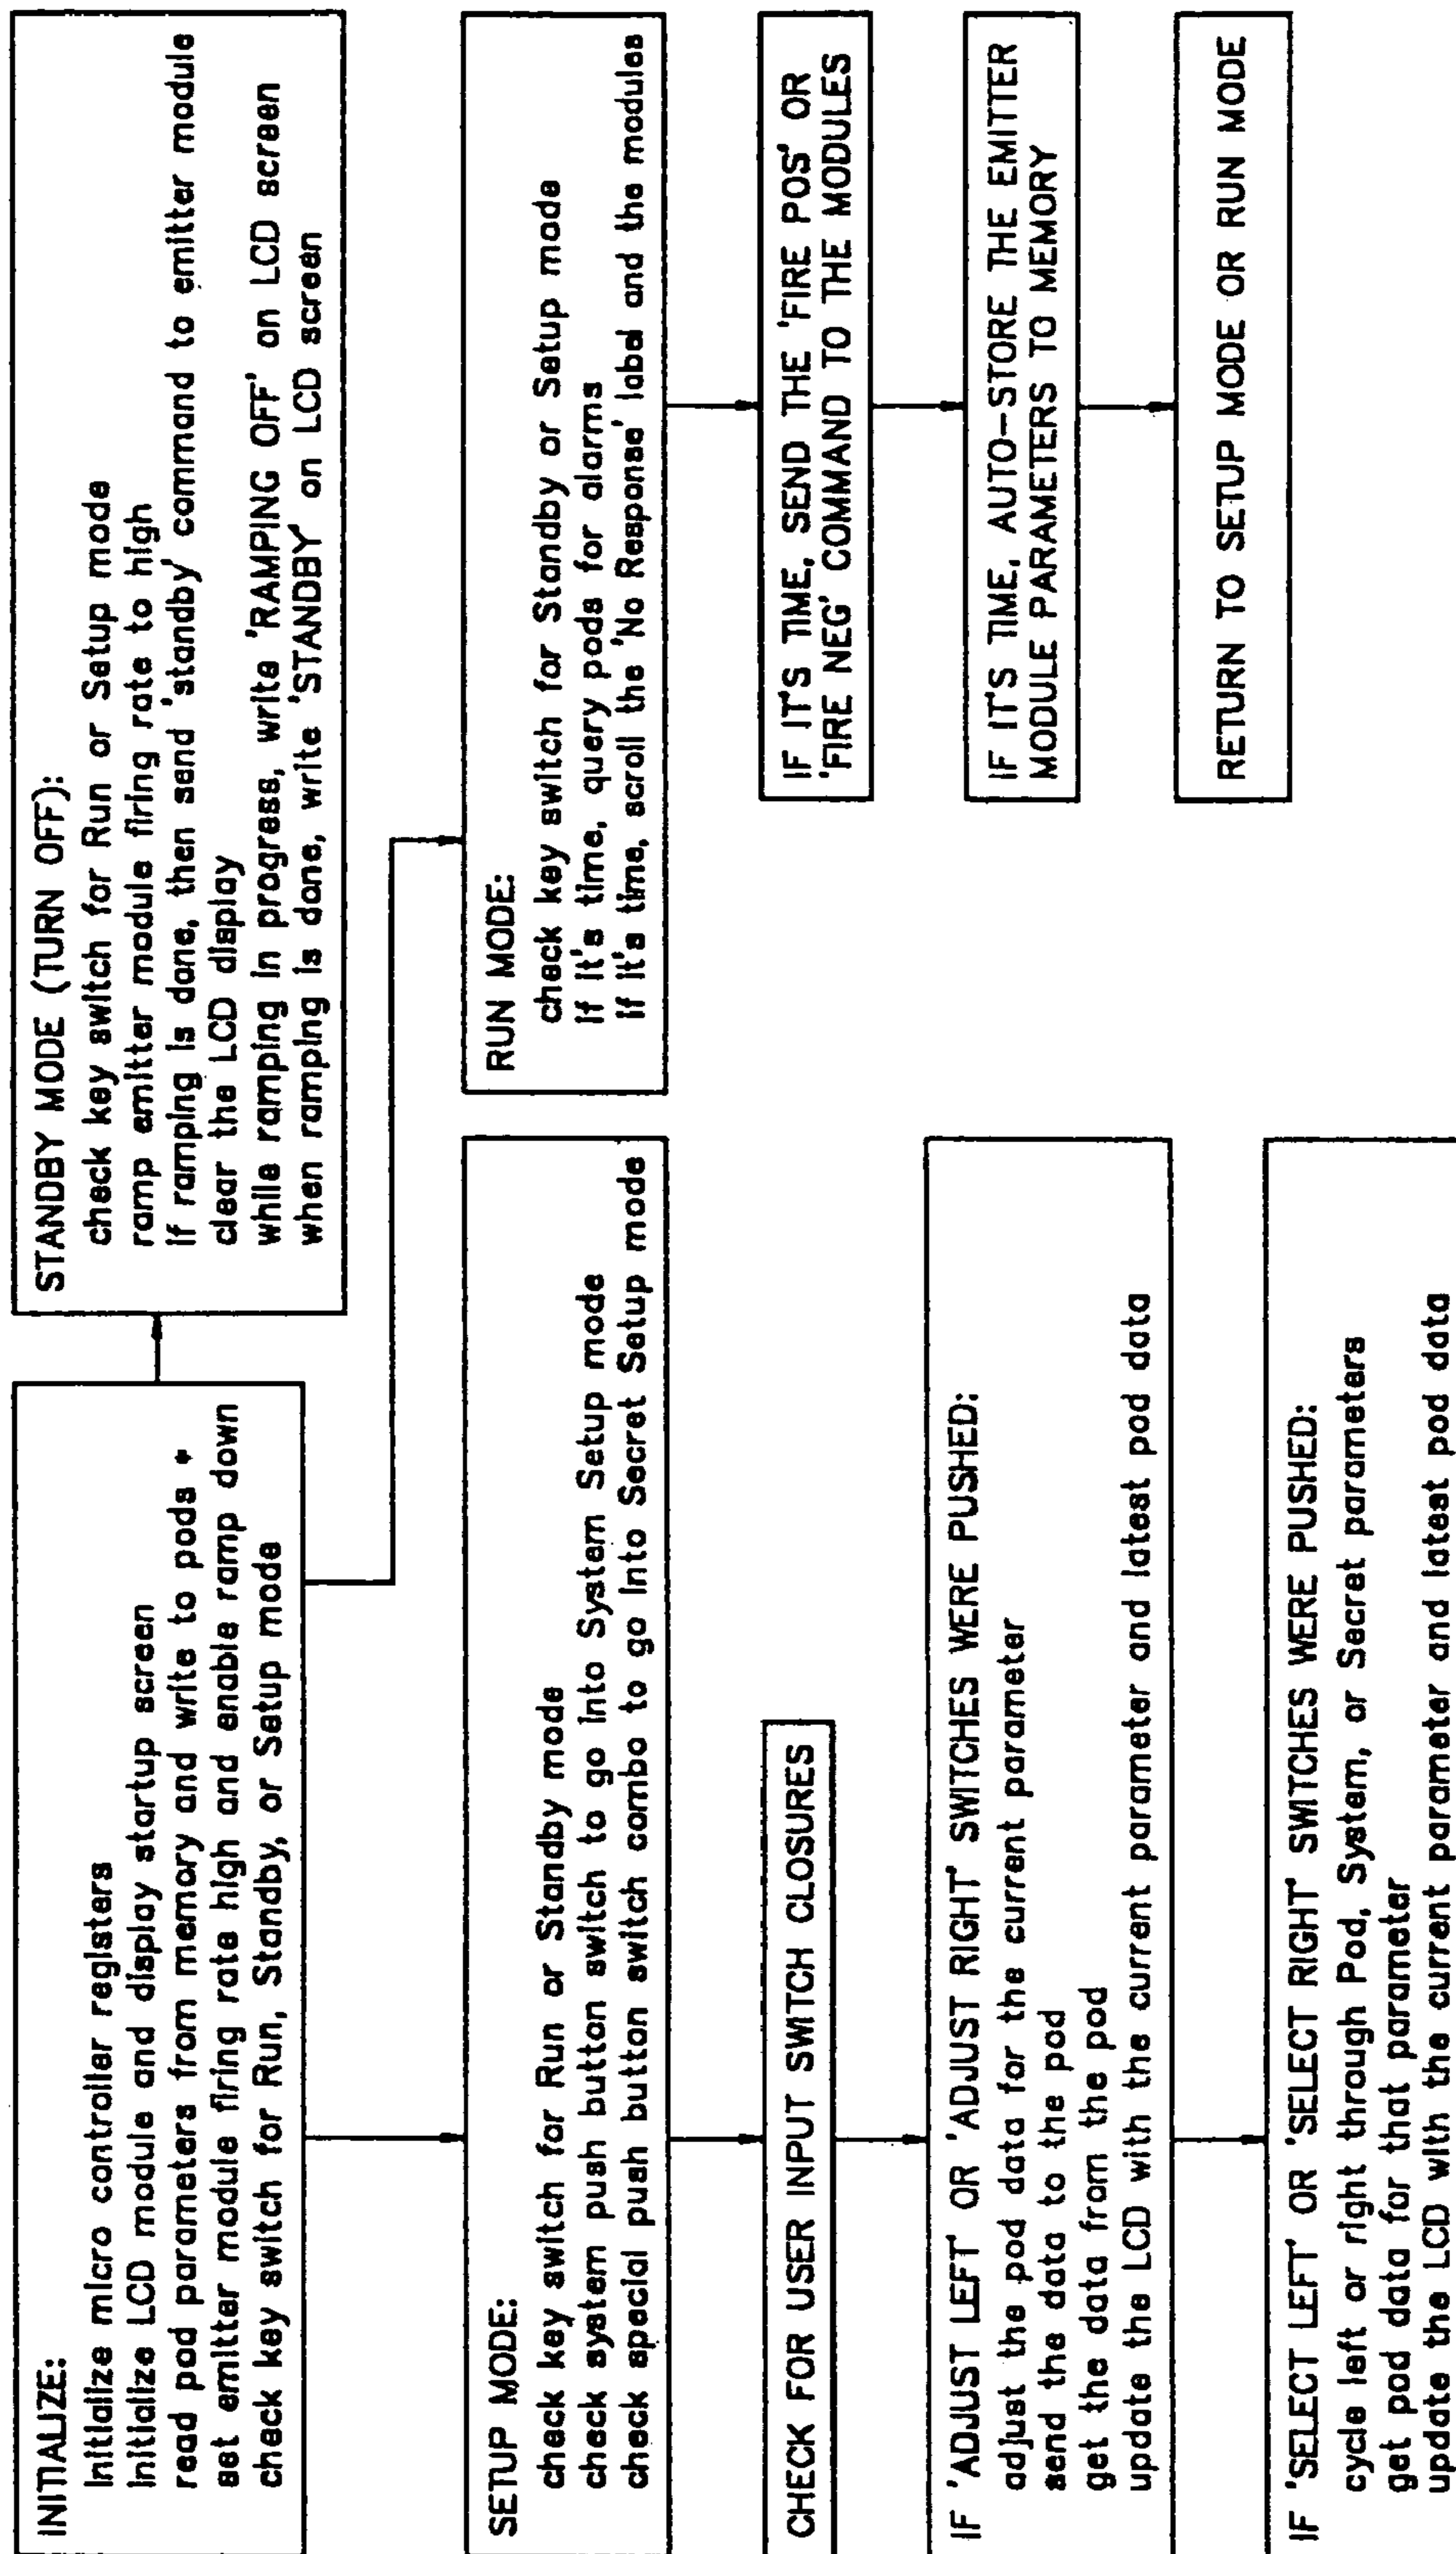 INITIALIZE:
initialize micro controller registers
initialize LCD module and display startup screen
read pod parameters from memory and write to pods *
set emitter module firing rate high and enable ramp down
check key switch for Run, Standby, or Setup mode
STANDBY MODE (TURN OFF):
check key switch for Run or Setup mode
ramp emitter module firing rate to high
if ramping is done, then send 'standby' command to emitter module
clear the LCD display
while ramping in progress, write 'RAMPING OFF' on LCD screen
when ramping is done, write 'STANDBY' on LCD screen
SETUP MODE:
check key switch for Run or Standby mode
check system push button switch to go into System Setup mode
check special push button switch combo to go into Secret Setup mode
RUN MODE:
check key switch for Standby or Setup mode
if it's time, query pods for alarms
if it's time, scroll the 'No Response' label and the modules
CHECK FOR USER INPUT SWITCH CLOSURES
IF IT'S TIME, SEND THE 'FIRE POS' OR
'FIRE NEG' COMMAND TO THE MODULES
IF 'ADJUST LEFT' OR 'ADJUST RIGHT' SWITCHES WERE PUSHED:
adjust the pod data for the current parameter
send the data to the pod
get the data from the pod
update the LCD with the current parameter and latest pod data
IF IT'S TIME, AUTO-STORE THE EMITTER
MODULE PARAMETERS TO MEMORY
RETURN TO SETUP MODE OR RUN MODE
IF 'SELECT LEFT' OR 'SELECT RIGHT' SWITCHES WERE PUSHED:
cycle left or right through Pod, System, or Secret parameters
get pod data for that parameter
update the LCD with the current parameter and latest pod data